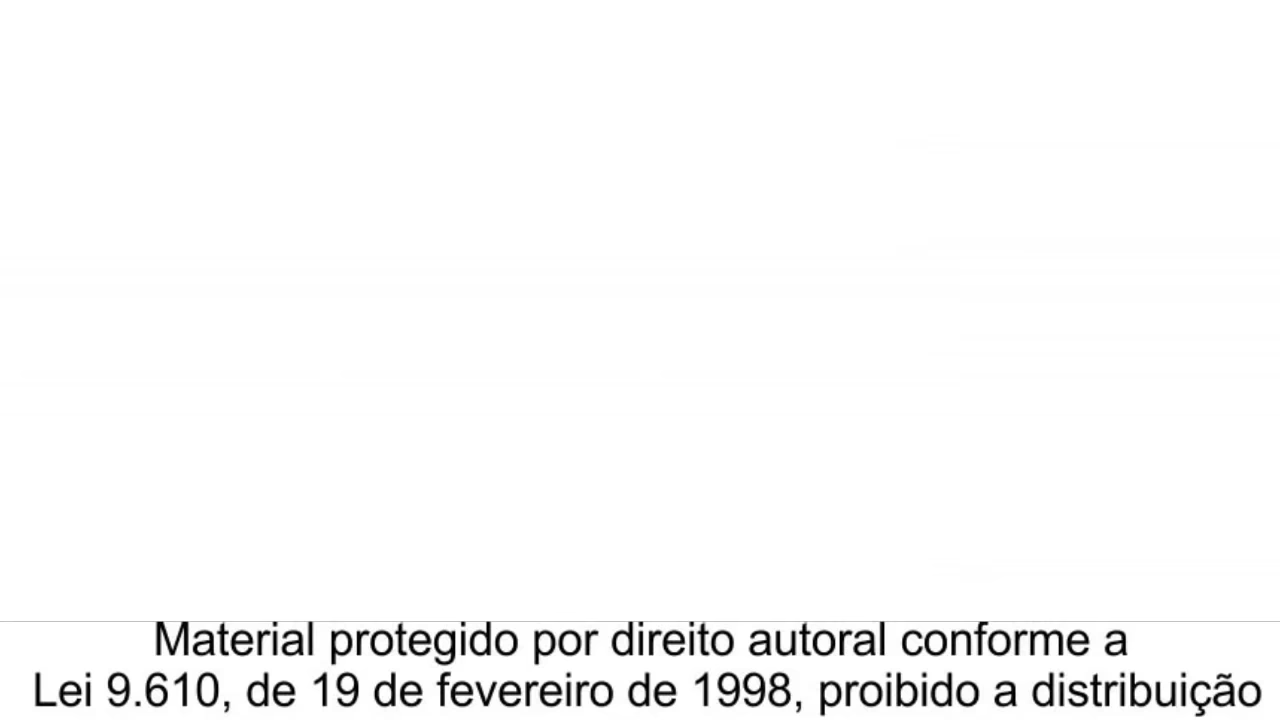 Material protegido por direito autoral conforme a
Lei 9.610, de 19 de fevereiro de 1998, proibido a distribuição